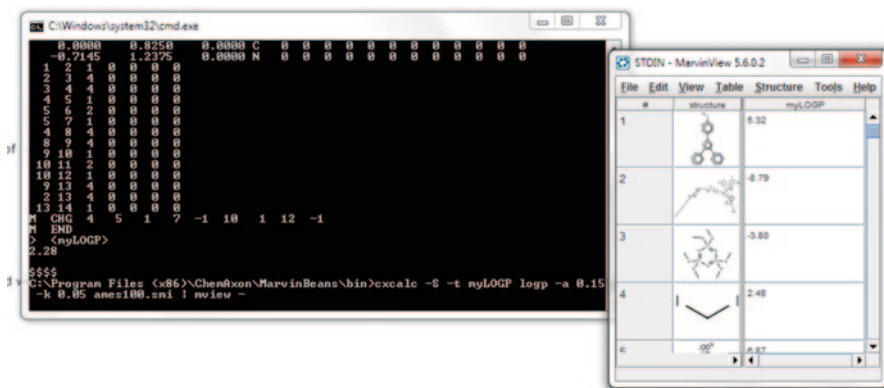 C:\Windows\system32\cmd.exe
0.0000 0.8250 0.0000 C 0 0 0 0 0 0 0 0 0 0 0 0
-0.7145 1.2375 0.0000 N 0 0 0 0 0 0 0 0 0 0 0 0
1 2 1 0 0 0 0
2 3 4 0 0 0 0
3 4 4 0 0 0 0
4 5 1 0 0 0 0
5 6 2 0 0 0 0
5 7 1 0 0 0 0
4 8 4 0 0 0 0
8 9 4 0 0 0 0
9 10 1 0 0 0 0
10 11 2 0 0 0 0
10 12 1 0 0 0 0
9 13 4 0 0 0 0
2 13 4 0 0 0 0
13 14 1 0 0 0 0
M CHG 4 5 1 7 -1 10 1 12 -1
M END
> <myLOGP>
2.28
$$$$
C:\Program Files (x86)\ChemAxon\MarvinBeans\bin>cxcalc -S -t myLOGP logp -a 0.15
-k 0.05 ames100.smi | mview -
STDIN - MarvinView 5.6.0.2
File Edit View Table Structure Tools Help
# structure myLOGP
1 5.32
2 -8.79
3 -3.80
4 2.48
5 6.87